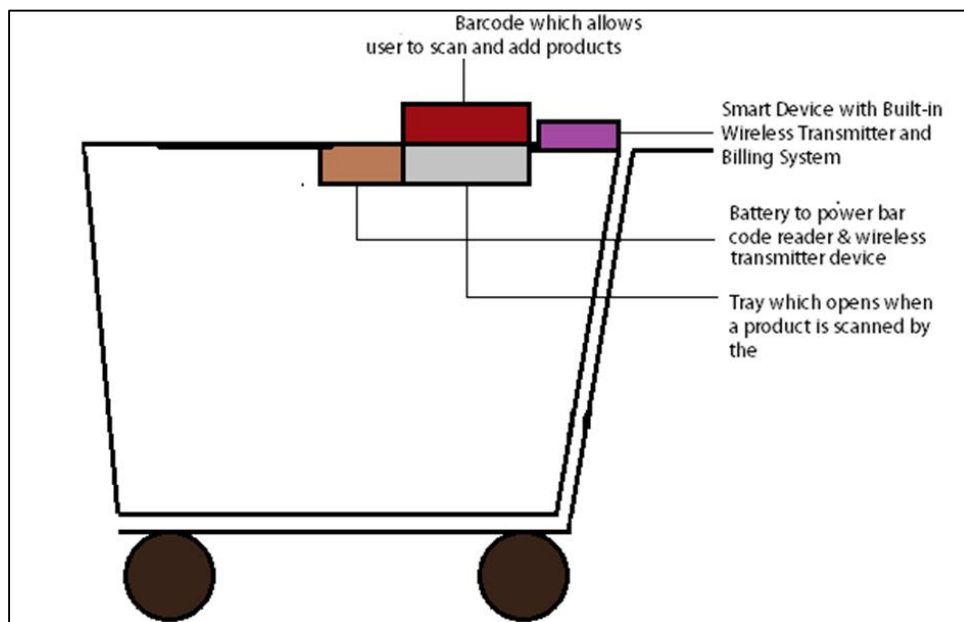 Barcode which allows
user to scan and add products
Smart Device with Built-in
Wireless Transmitter and
Billing System
Battery to power bar
code reader & wireless
transmitter device
Tray which opens when
a product is scanned by
the